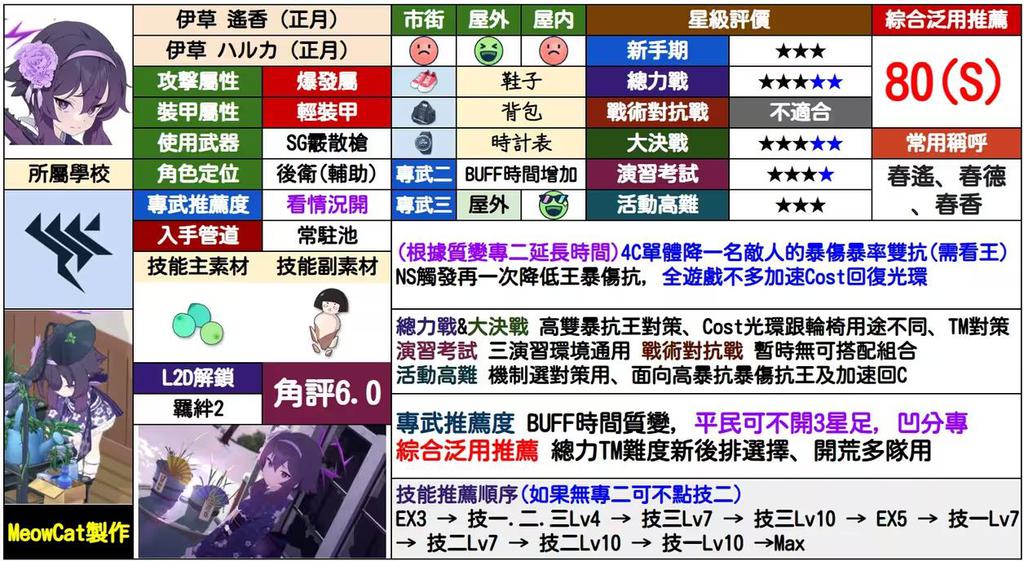 伊草 遙香 (正月)
市街
屋外
屋内
星級評價
綜合泛用推薦
伊草 ハルカ (正月)
新手期
★★★
80(S)
攻擊屬性
爆發屬
鞋子
總力戰
★★★★★
裝甲屬性
輕裝甲
背包
戰術對抗戰
不適合
使用武器
SG霰散槍
時計表
大決戰
★★★★★
常用稱呼
所屬學校
角色定位
後衛(輔助)
專武二
BUFF時間增加
演習考試
★★★★
春遙、春德
、春香
專武推薦度
看情況開
專武三
屋外
活動高難
★★★
入手管道
常駐池
技能主素材
技能副素材
(根據質變專二延長時間)4C單體降一名敵人的暴傷暴率雙抗(需看王)
NS觸發再一次降低王暴傷抗, 全遊戲不多加速Cost回復光環
總力戰&大決戰 高雙暴抗王對策、Cost光環跟輪椅用途不同、TM對策
演習考試 三演習環境通用 戰術對抗戰 暫時無可搭配組合
活動高難 機制選對策用、面向高暴抗暴傷抗王及加速回C
L2D解鎖
羈絆2
角評6.0
專武推薦度 BUFF時間質變, 平民可不開3星足, 凹分專
綜合泛用推薦 總力TM難度新後排選擇、開荒多隊用
技能推薦順序(如果無專二可不點技二)
EX3 → 技一.二.三Lv4 → 技三Lv7 → 技三Lv10 → EX5 → 技一Lv7
→ 技二Lv7 → 技二Lv10 → 技一Lv10 →Max
MeowCat製作